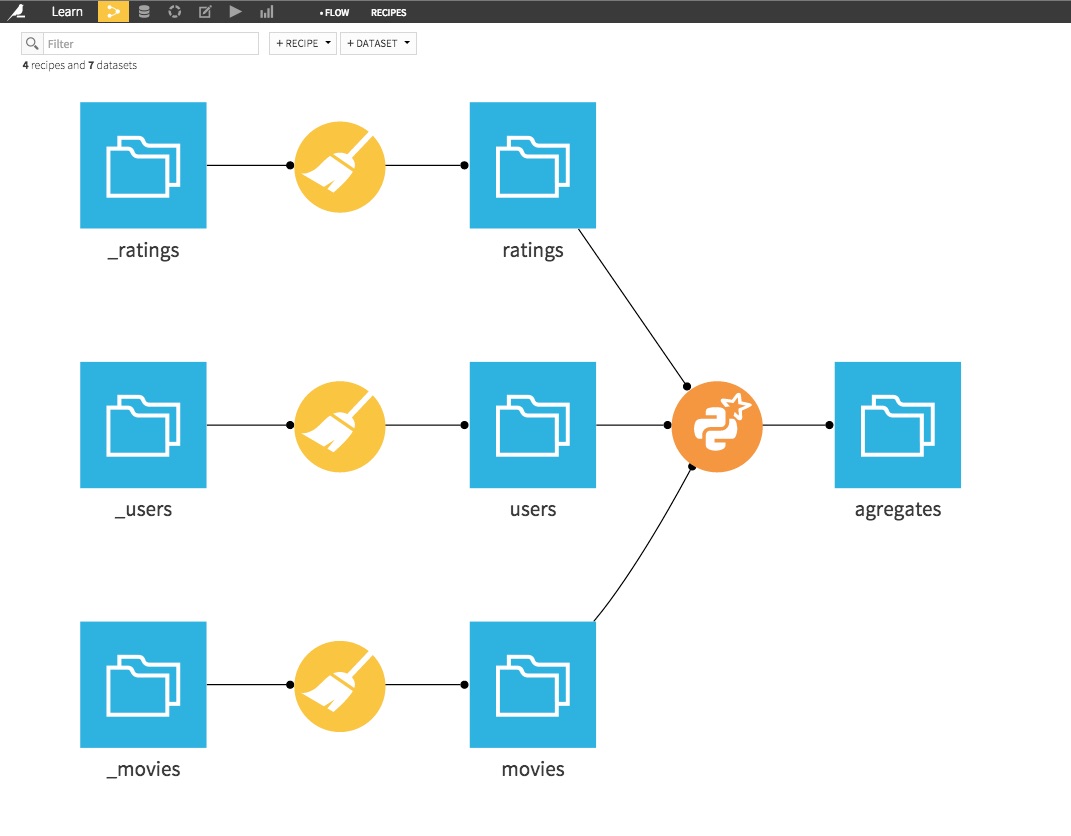 Learn
• FLOW RECIPES
Filter
+ RECIPE
+ DATASET
4 recipes and 7 datasets
_ratings
ratings
_users
users
agregates
_movies
movies